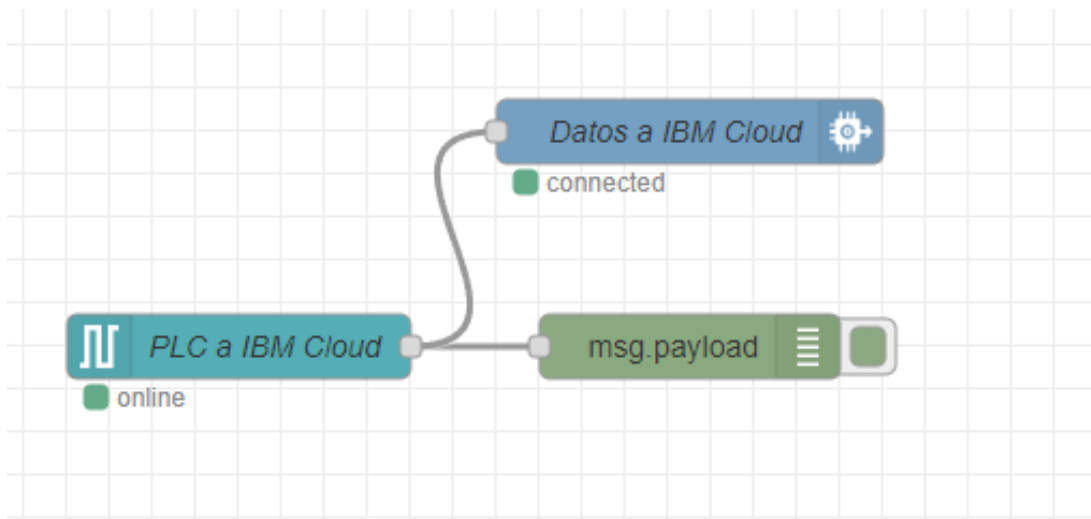 Datos a IBM Cloud
connected
PLC a IBM Cloud
msg.payload
online